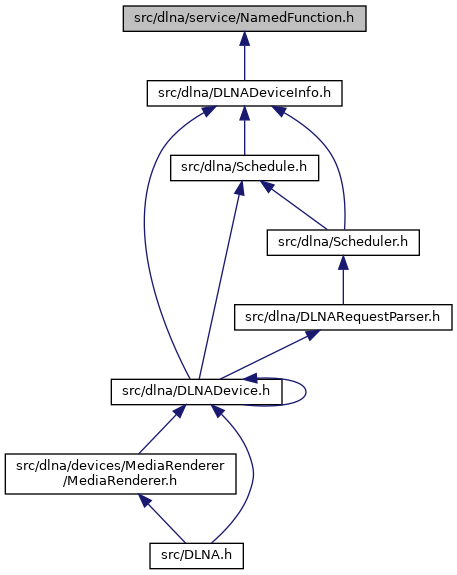 src/dlna/service/NamedFunction.h
src/dlna/DLNADeviceInfo.h
src/dlna/Schedule.h
src/dlna/Scheduler.h
src/dlna/DLNARequestParser.h
src/dlna/DLNADevice.h
src/dlna/devices/MediaRenderer
/MediaRenderer.h
src/DLNA.h